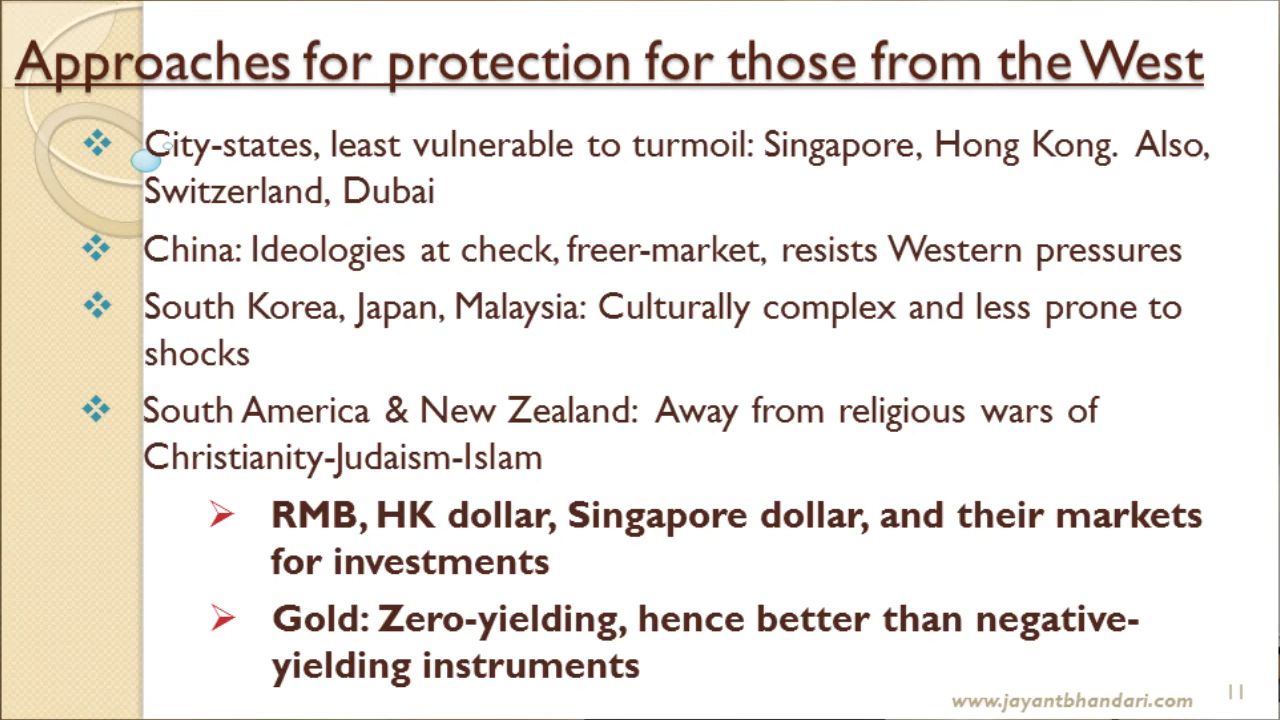 Approaches for protection for those from the West
City-states, least vulnerable to turmoil: Singapore, Hong Kong. Also,
Switzerland, Dubai
China: Ideologies at check, freer-market, resists Western pressures
South Korea, Japan, Malaysia: Culturally complex and less prone to
shocks
South America & New Zealand: Away from religious wars of
Christianity-Judaism-Islam
RMB, HK dollar, Singapore dollar, and their markets
for investments
Gold: Zero-yielding, hence better than negative-
yielding instruments
www.jayantbhandari.com
11